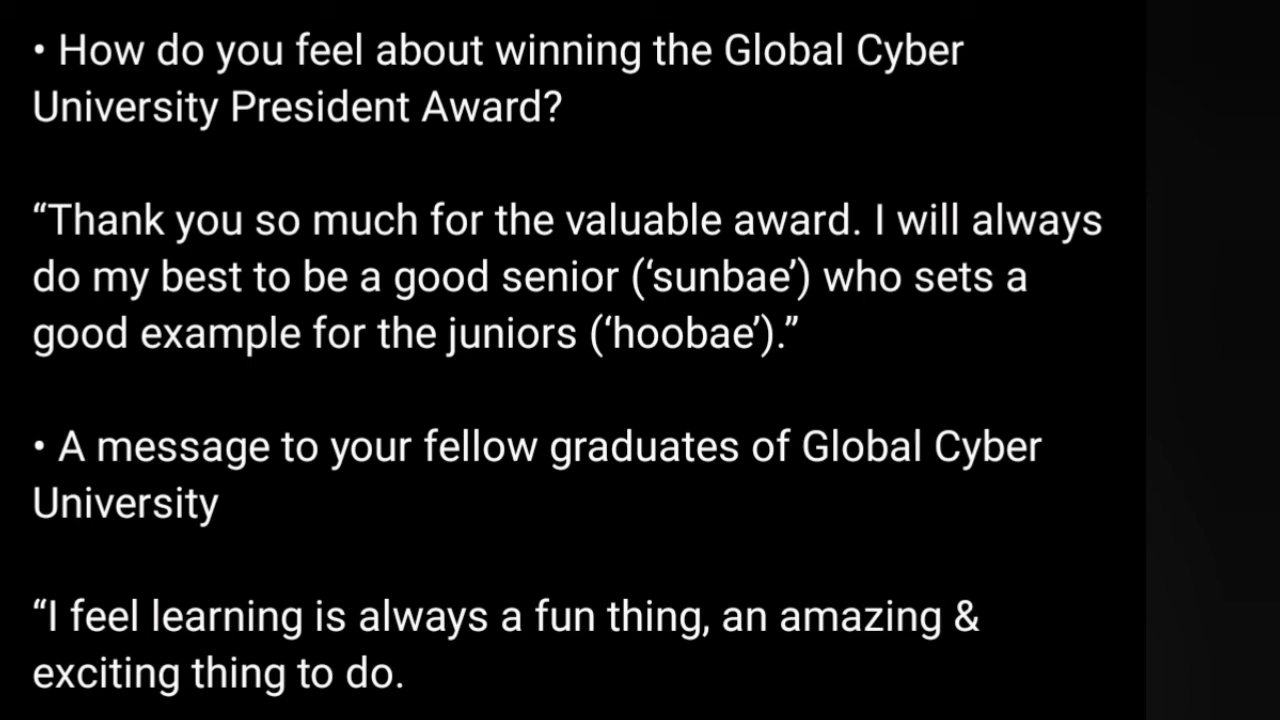 • How do you feel about winning the Global Cyber
University President Award?
“Thank you so much for the valuable award. I will always
do my best to be a good senior (‘sunbae’) who sets a
good example for the juniors (‘hoobae’).”
• A message to your fellow graduates of Global Cyber
University
“I feel learning is always a fun thing, an amazing &
exciting thing to do.